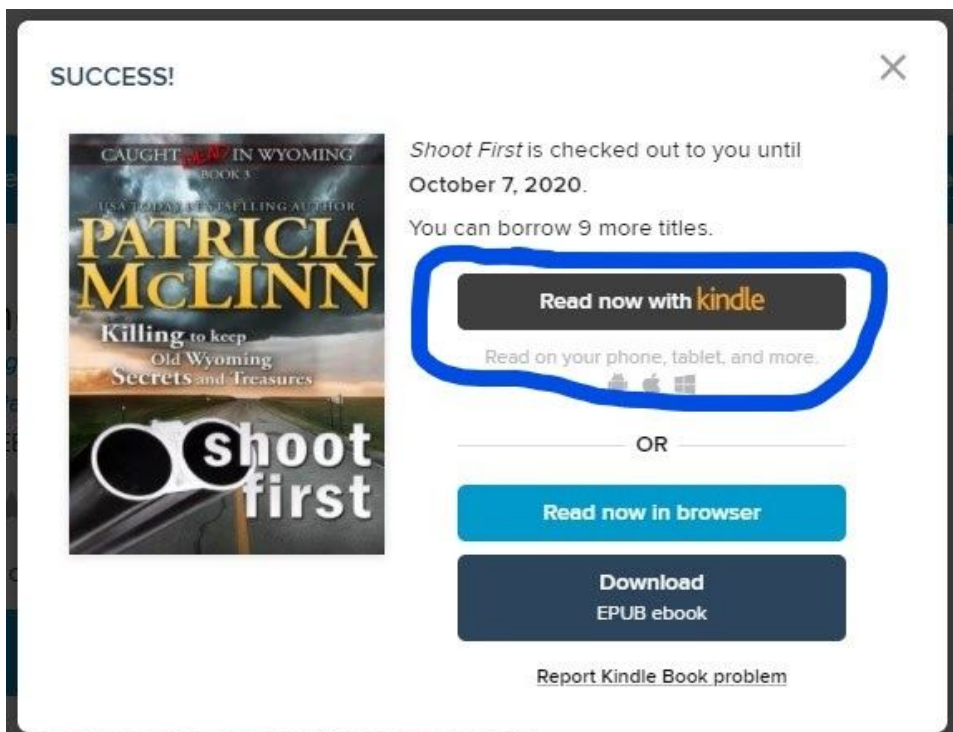 SUCCESS!
CAUGHT DEAD IN WYOMING
BOOK 3
USA TODAY BESTSELLING AUTHOR
PATRICIA
McLINN
Killing to keep
Old Wyoming
Secrets and Treasures
shoot
first
Shoot First is checked out to you until
October 7, 2020.
You can borrow 9 more titles.
Read now with kindle
Read on your phone, tablet, and more.
OR
Read now in browser
Download
EPUB ebook
Report Kindle Book problem